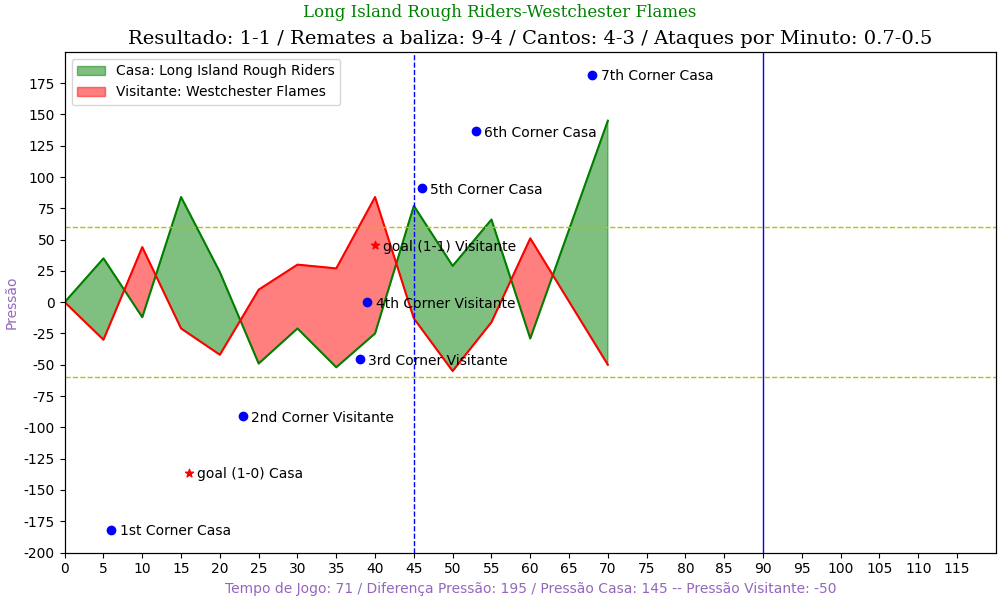 Long Island Rough Riders-Westchester Flames
Resultado: 1-1 / Remates a baliza: 9-4 / Cantos: 4-3 / Ataques por Minuto: 0.7-0.5
Casa: Long Island Rough Riders
Visitante: Westchester Flames
Pressão
175
150
125
100
75
50
25
0
-25
-50
-75
-100
-125
-150
-175
-200
7th Corner Casa
6th Corner Casa
5th Corner Casa
goal (1-1) Visitante
4th Corner Visitante
3rd Corner Visitante
2nd Corner Visitante
goal (1-0) Casa
1st Corner Casa
0 5 10 15 20 25 30 35 40 45 50 55 60 65 70 75 80 85 90 95 100 105 110 115
Tempo de Jogo: 71 / Diferença Pressão: 195 / Pressão Casa: 145 -- Pressão Visitante: -50